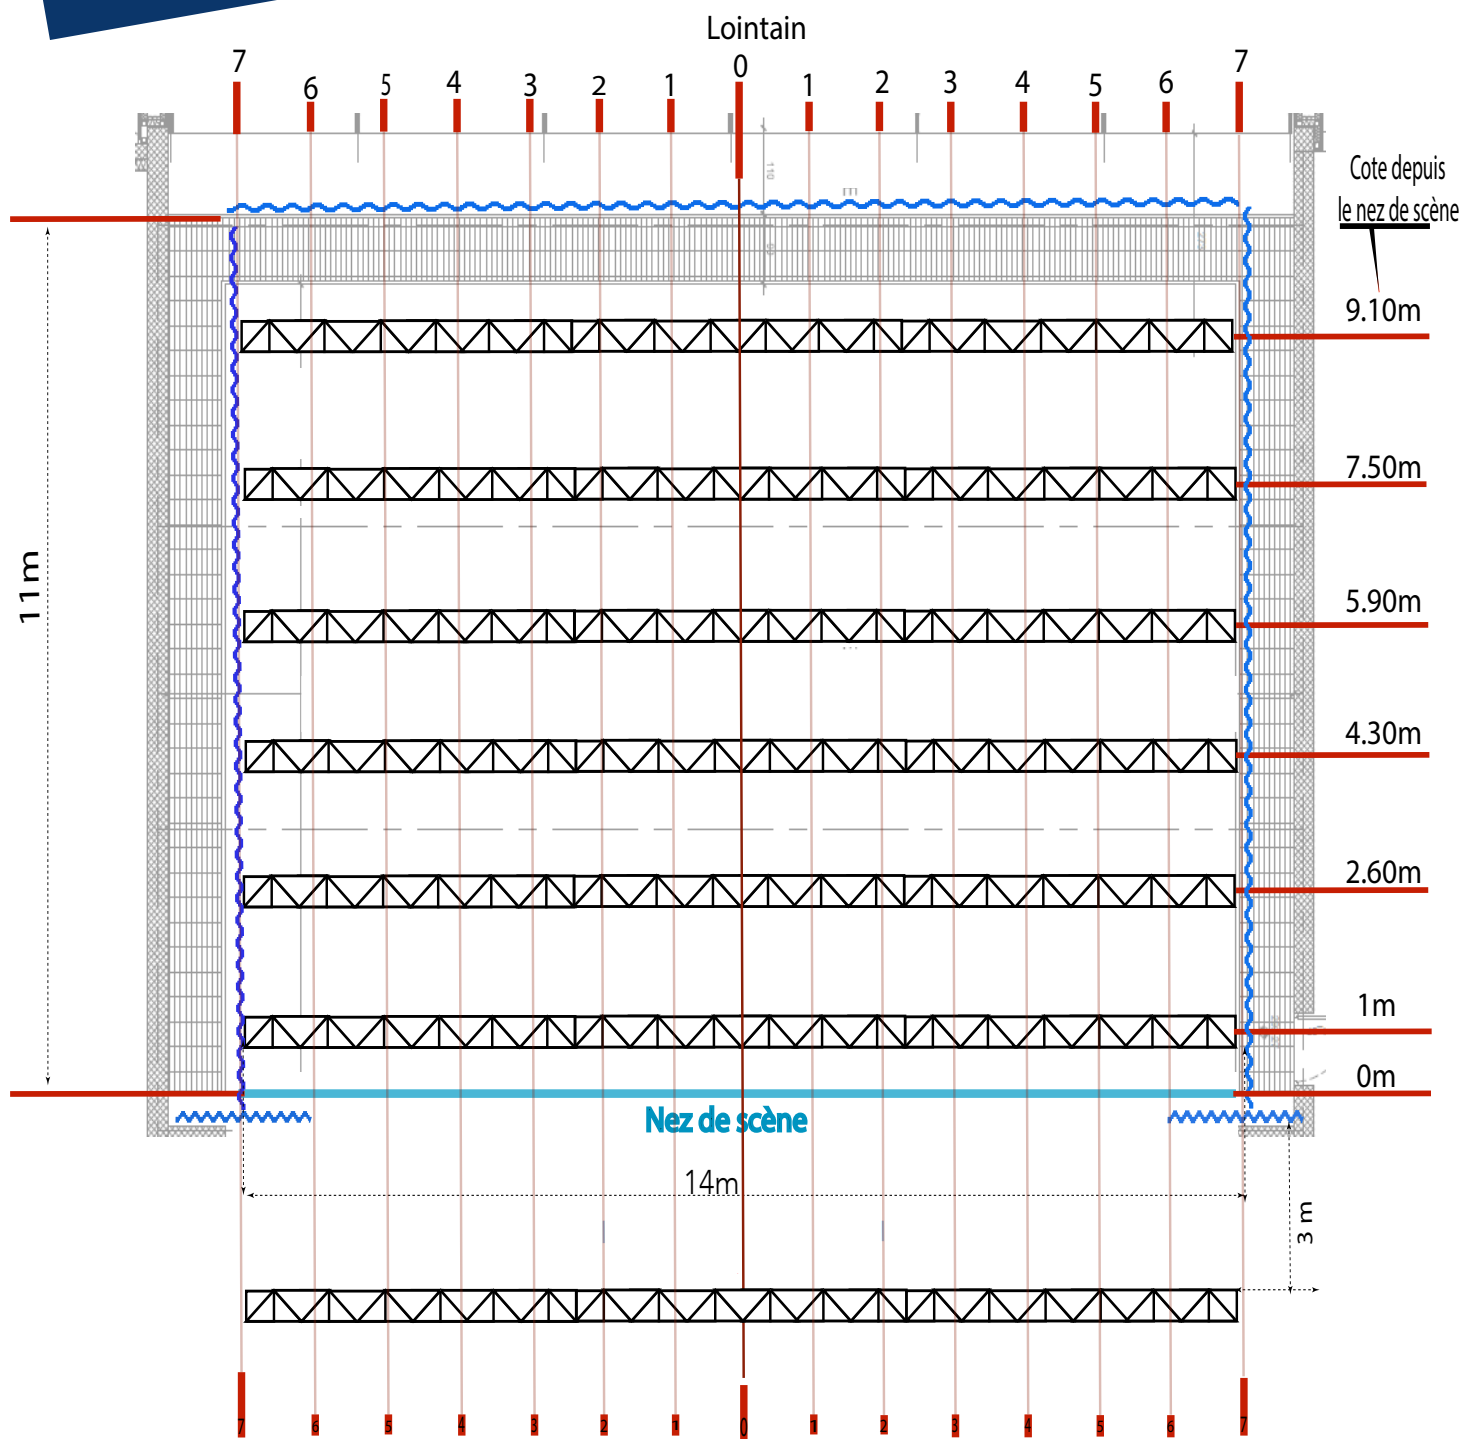 Lointain
7 6 5 4 3 2 1 0 1 2 3 4 5 6 7
Cote depuis
le nez de scène
110
9.10m
7.50m
5.90m
11m
4.30m
2.60m
1m
0m
Nez de scène
14m
3 m
7 6 5 4 3 2 1 0 1 2 3 4 5 6 7